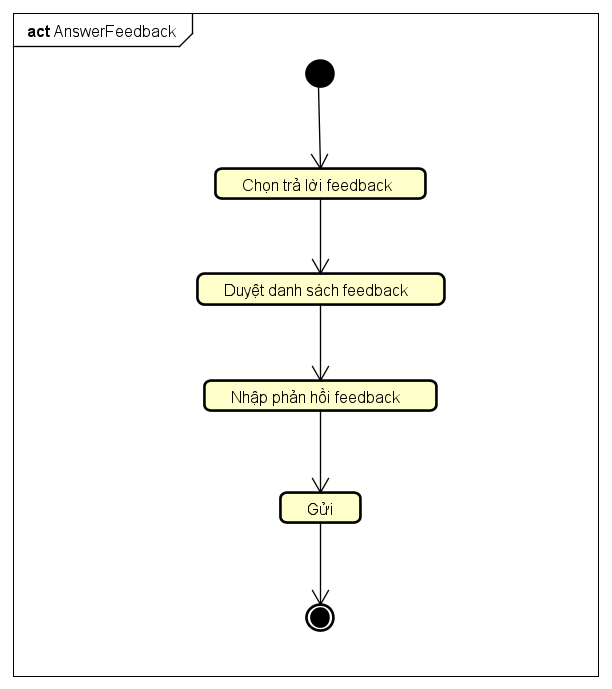 act AnswerFeedback
Chọn trả lời feedback
Duyệt danh sách feedback
Nhập phản hồi feedback
Gửi